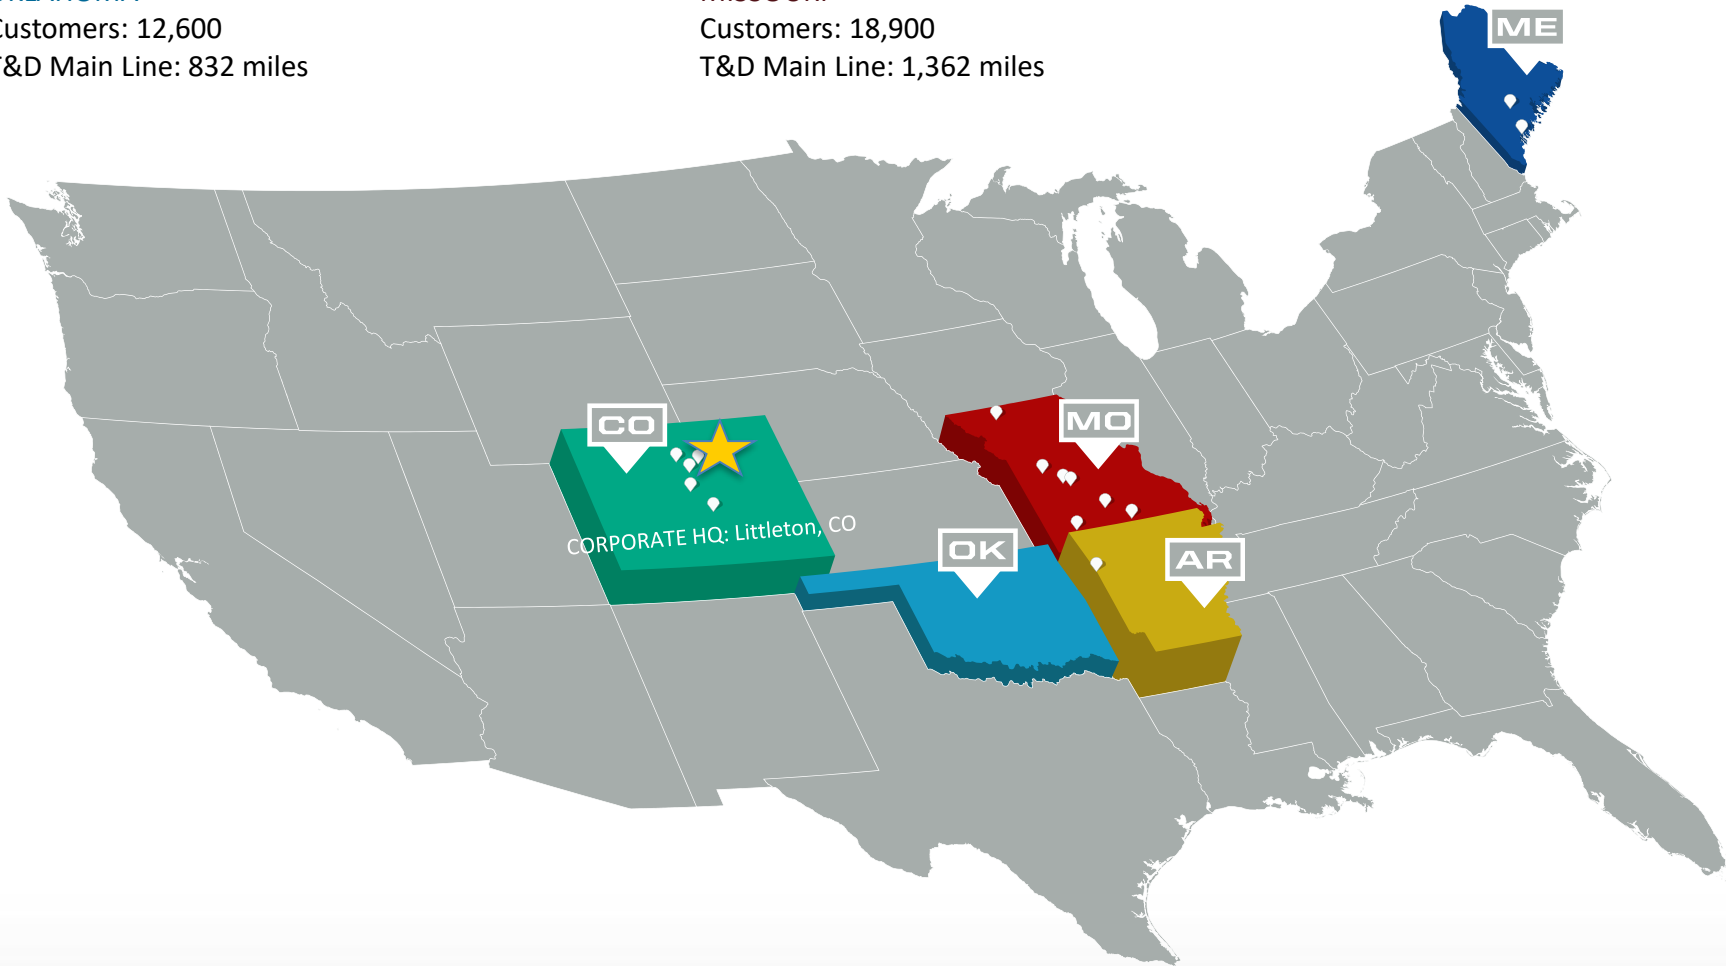 Customers: 12,600
T&D Main Line: 832 miles
Customers: 18,900
T&D Main Line: 1,362 miles
ME
CO
MO
CORPORATE HQ: Littleton, CO
OK
AR